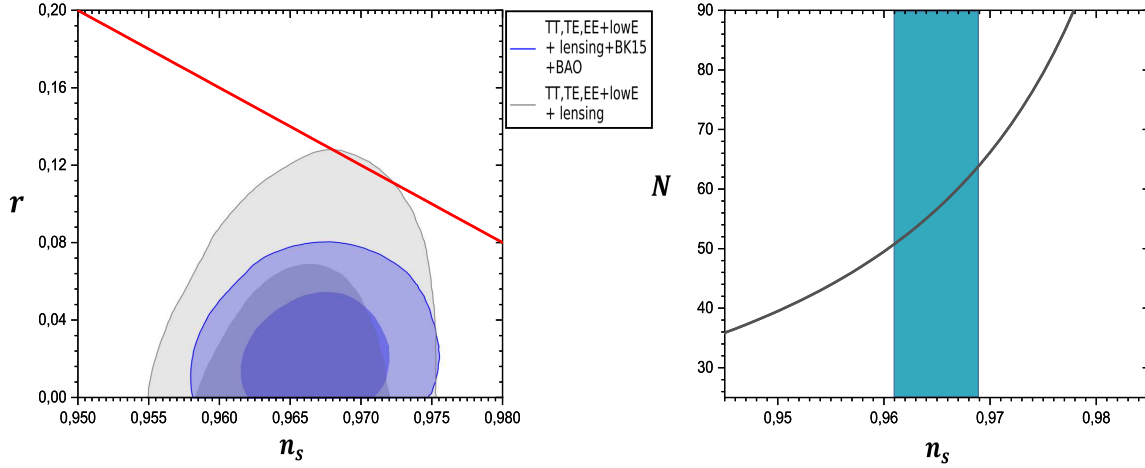 0,20
0,16
0,12
0,08
0,04
0,00
r
0,950
0,955
0,960
0,965
0,970
0,975
0,980
n_s
TT,TE,EE+lowE
+ lensing+BK15
+BAO
TT,TE,EE+lowE
+ lensing
90
80
70
60
50
40
30
N
0,95
0,96
0,97
0,98
n_s